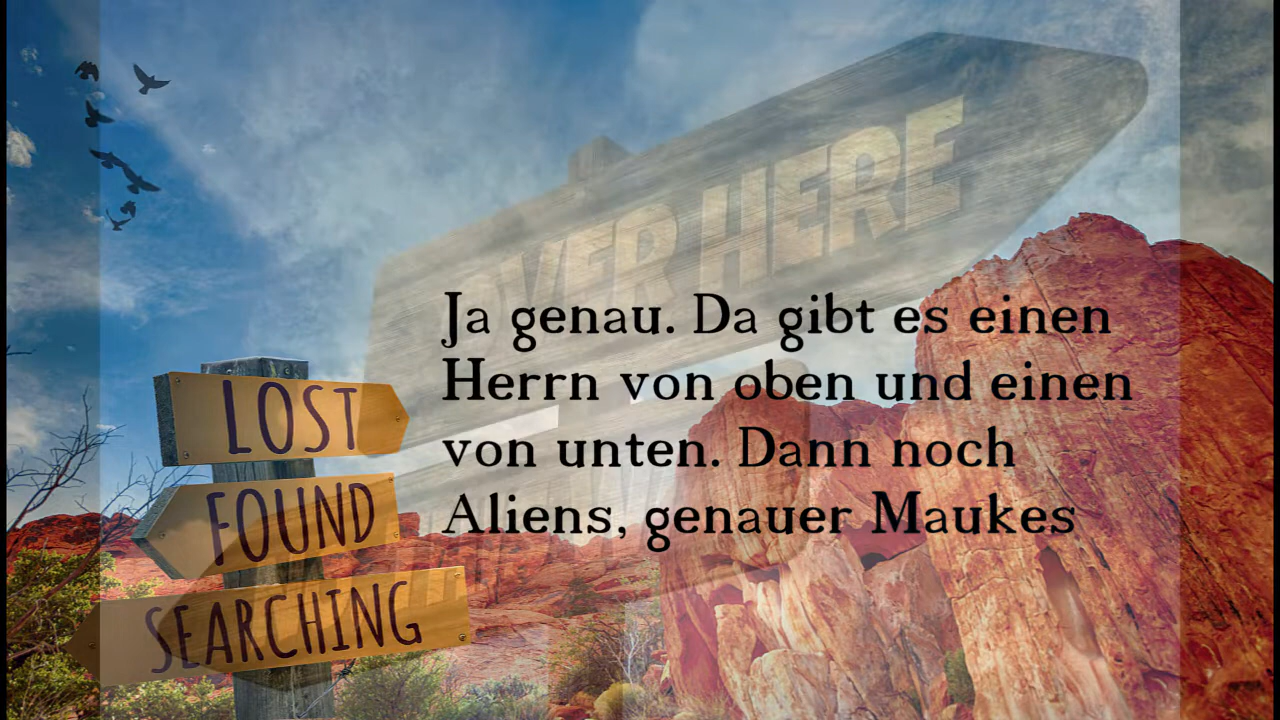 OVER HERE
Ja genau. Da gibt es einen
Herrn von oben und einen
von unten. Dann noch
Aliens, genauer Maukes
LOST
FOUND
SEARCHING